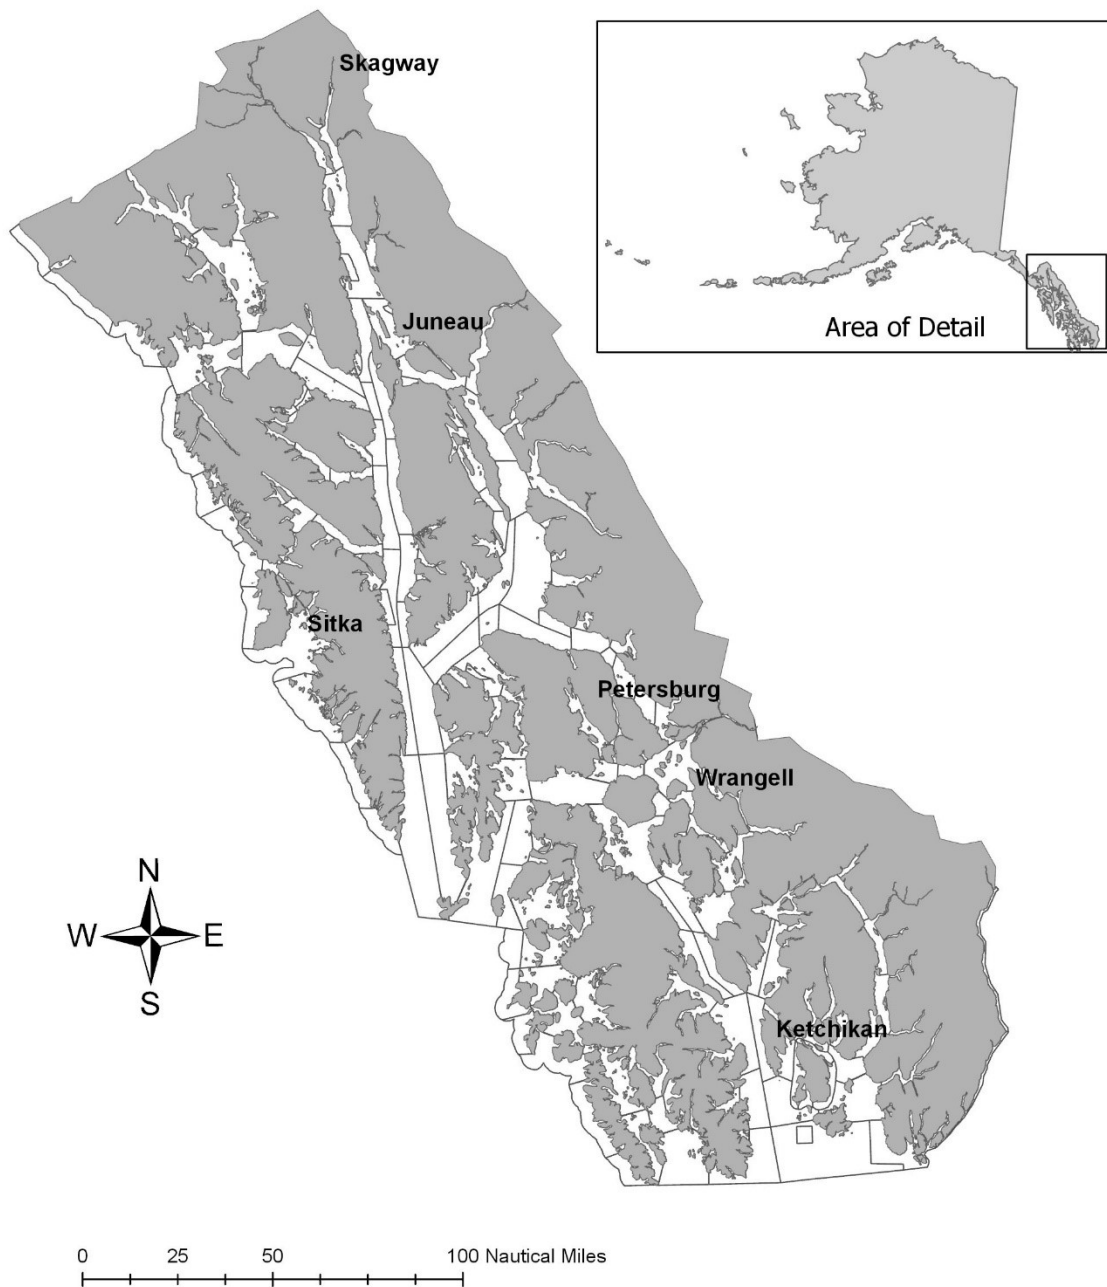 Skagway
Juneau
Area of Detail
Sitka
Petersburg
Wrangell
N
W E
S
Ketchikan
0 25 50 100 Nautical Miles